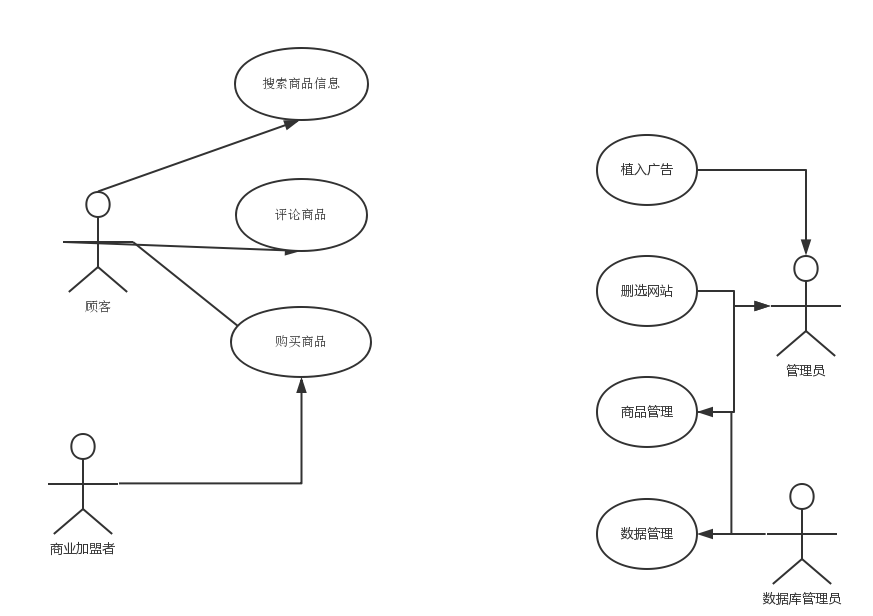 搜索商品信息
评论商品
顾客
购买商品
商业加盟者
植入广告
删选网站
管理员
商品管理
数据管理
数据库管理员